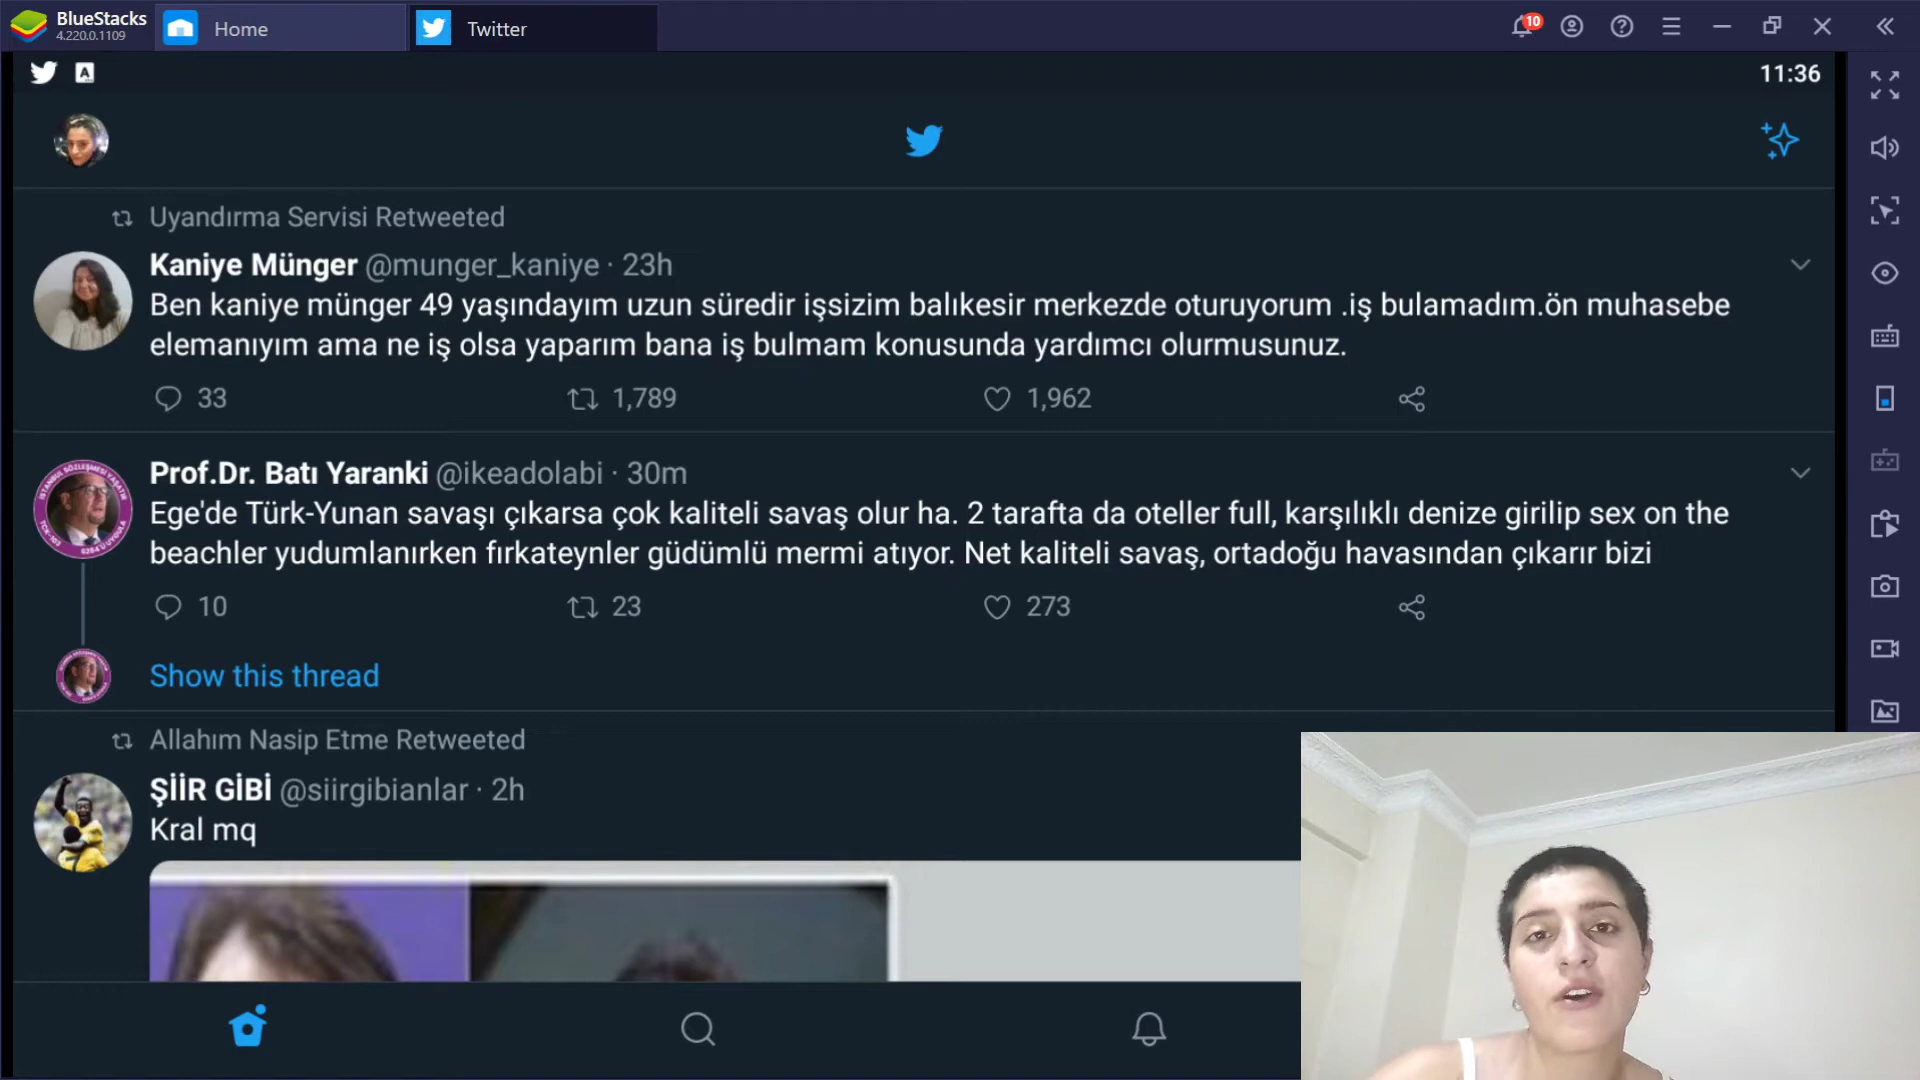 BlueStacks
4.220.0.1109
Home
Twitter
10
11:36
Uyandırma Servisi Retweeted
Kaniye Münger @munger_kaniye · 23h
Ben kaniye münger 49 yaşındayım uzun süredir işsizim balıkesir merkezde oturuyorum .iş bulamadım.ön muhasebe
elemanıyım ama ne iş olsa yaparım bana iş bulmam konusunda yardımcı olurmusunuz.
33 1,789 1,962
Prof.Dr. Batı Yaranki @ikeadolabi · 30m
Ege'de Türk-Yunan savaşı çıkarsa çok kaliteli savaş olur ha. 2 tarafta da oteller full, karşılıklı denize girilip sex on the
beachler yudumlanırken fırkateynler güdümlü mermi atıyor. Net kaliteli savaş, ortadoğu havasından çıkarır bizi
İSTANBUL SÖZLEŞMESİ YAŞATIR
10 23 273
Show this thread
Allahım Nasip Etme Retweeted
ŞİİR GİBİ @siirgibianlar · 2h
Kral mq